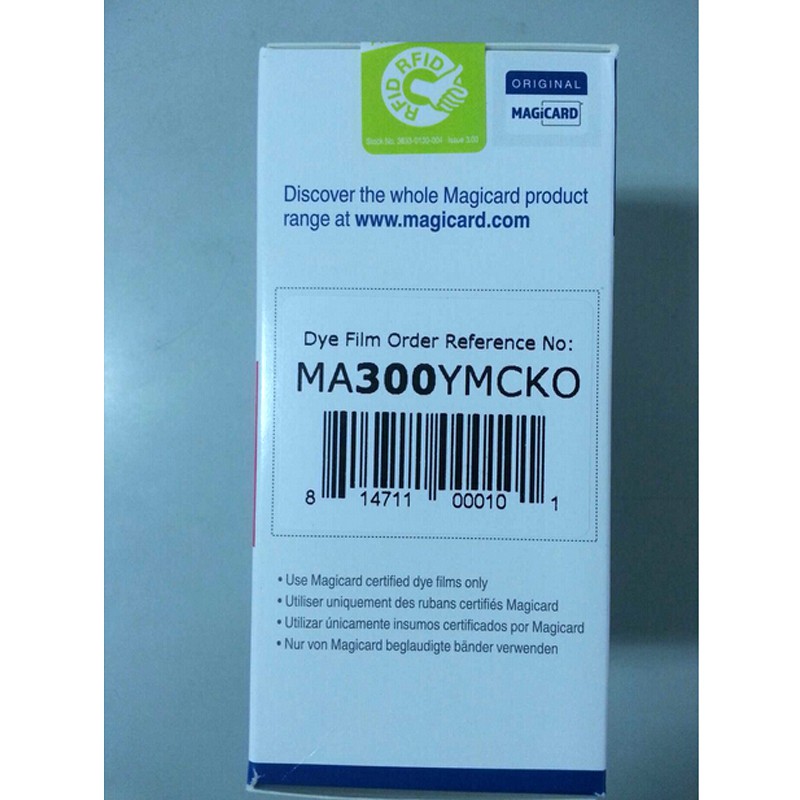 RFID RFID
ORIGINAL
MAGiCARD
Discover the whole Magicard product
range at www.magicard.com
Dye Film Order Reference No:
MA300YMCKO
8 14711 00010 1
• Use Magicard certified dye films only
• Utiliser uniquement des rubans certifiés Magicard
• Utilizar únicamente insumos certificados por Magicard
• Nur von Magicard beglaudigte bänder verwenden